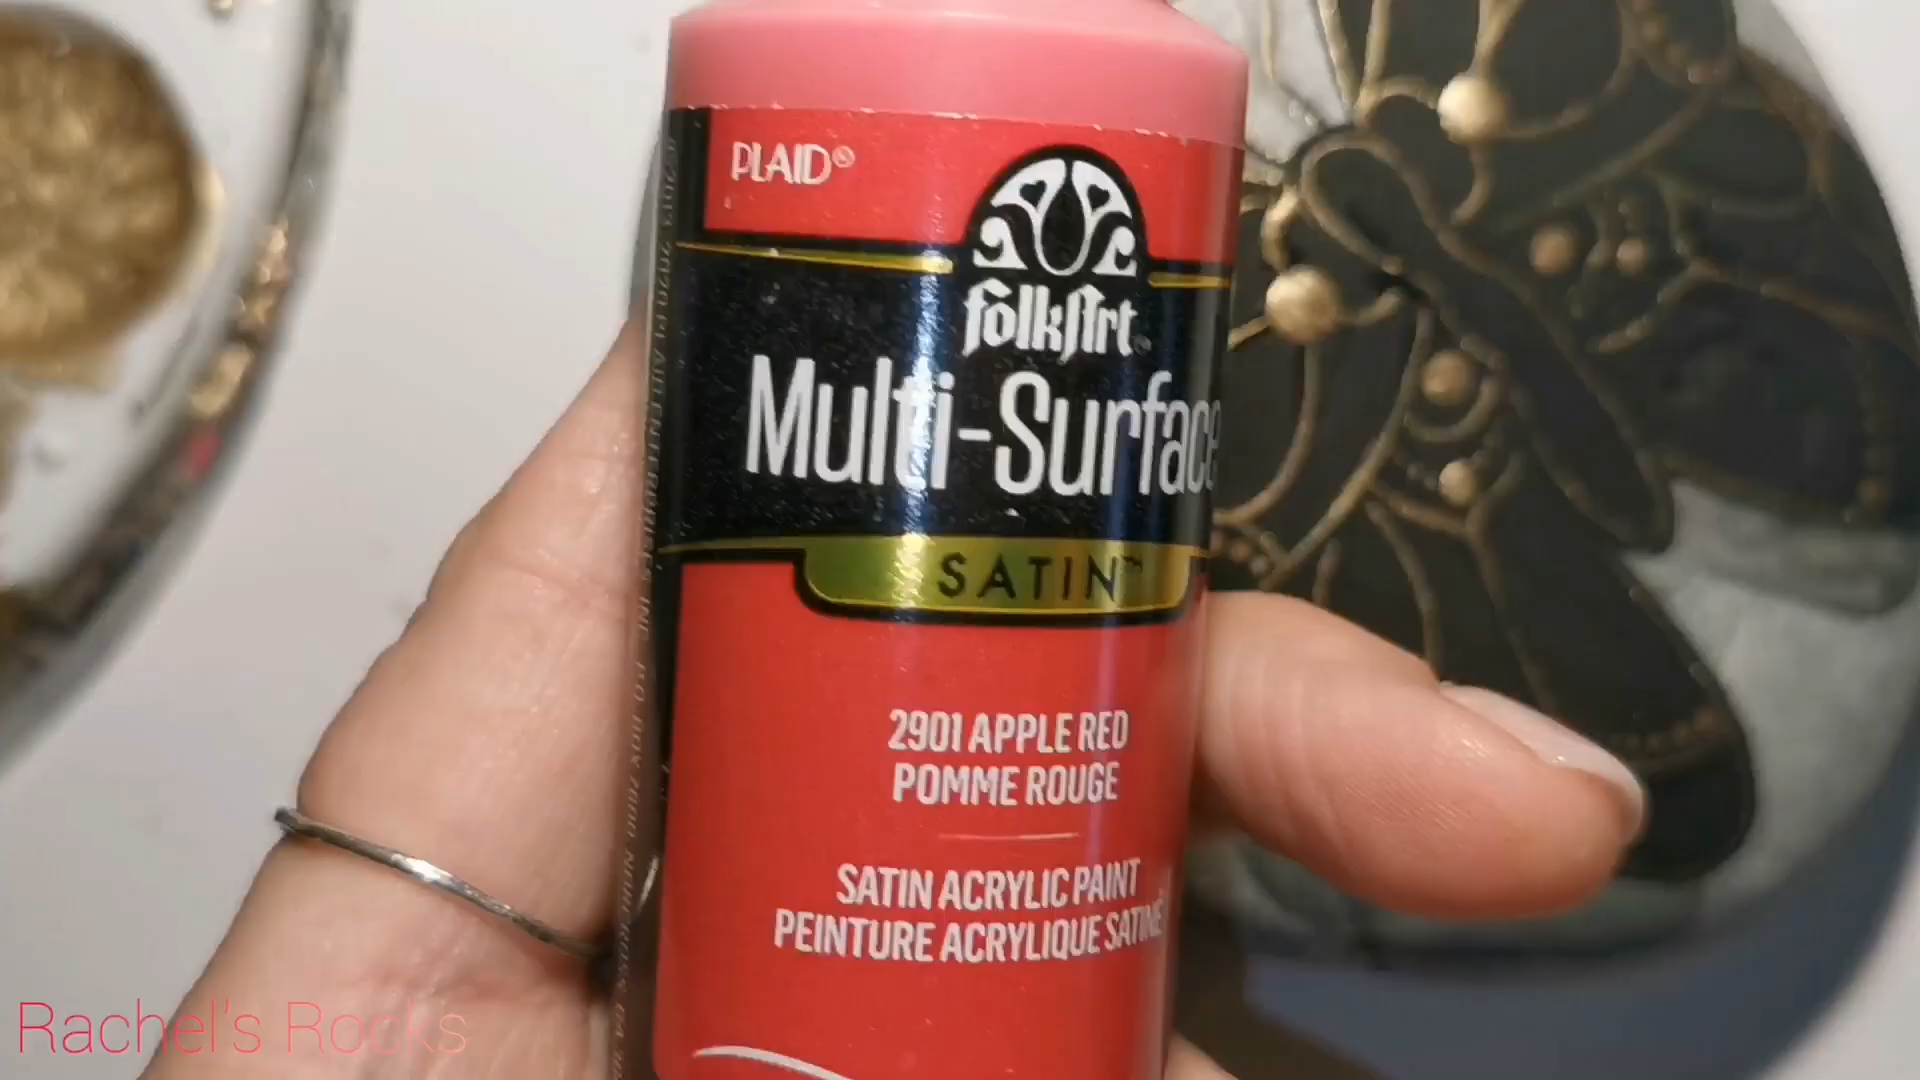 PLAID®
FolkArt
Multi-Surface
SATIN™
2901 APPLE RED
POMME ROUGE
SATIN ACRYLIC PAINT
PEINTURE ACRYLIQUE SATINÉ
Rachel's Rocks